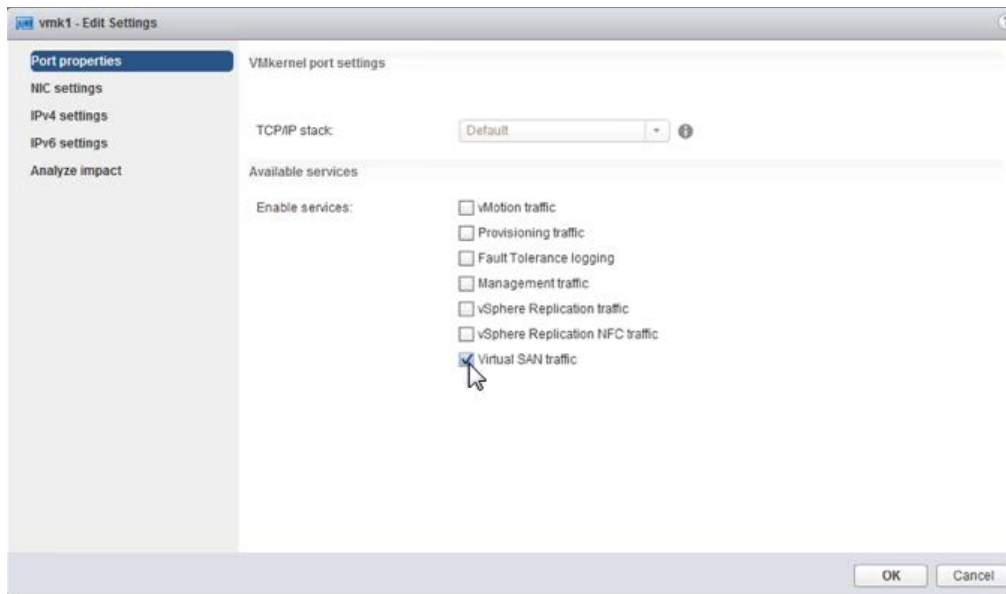 vmk1 - Edit Settings
Port properties
NIC settings
IPv4 settings
IPv6 settings
Analyze impact
VMkernel port settings
TCP/IP stack:
Default
Available services
Enable services:
vMotion traffic
Provisioning traffic
Fault Tolerance logging
Management traffic
vSphere Replication traffic
vSphere Replication NFC traffic
Virtual SAN traffic
OK
Cancel